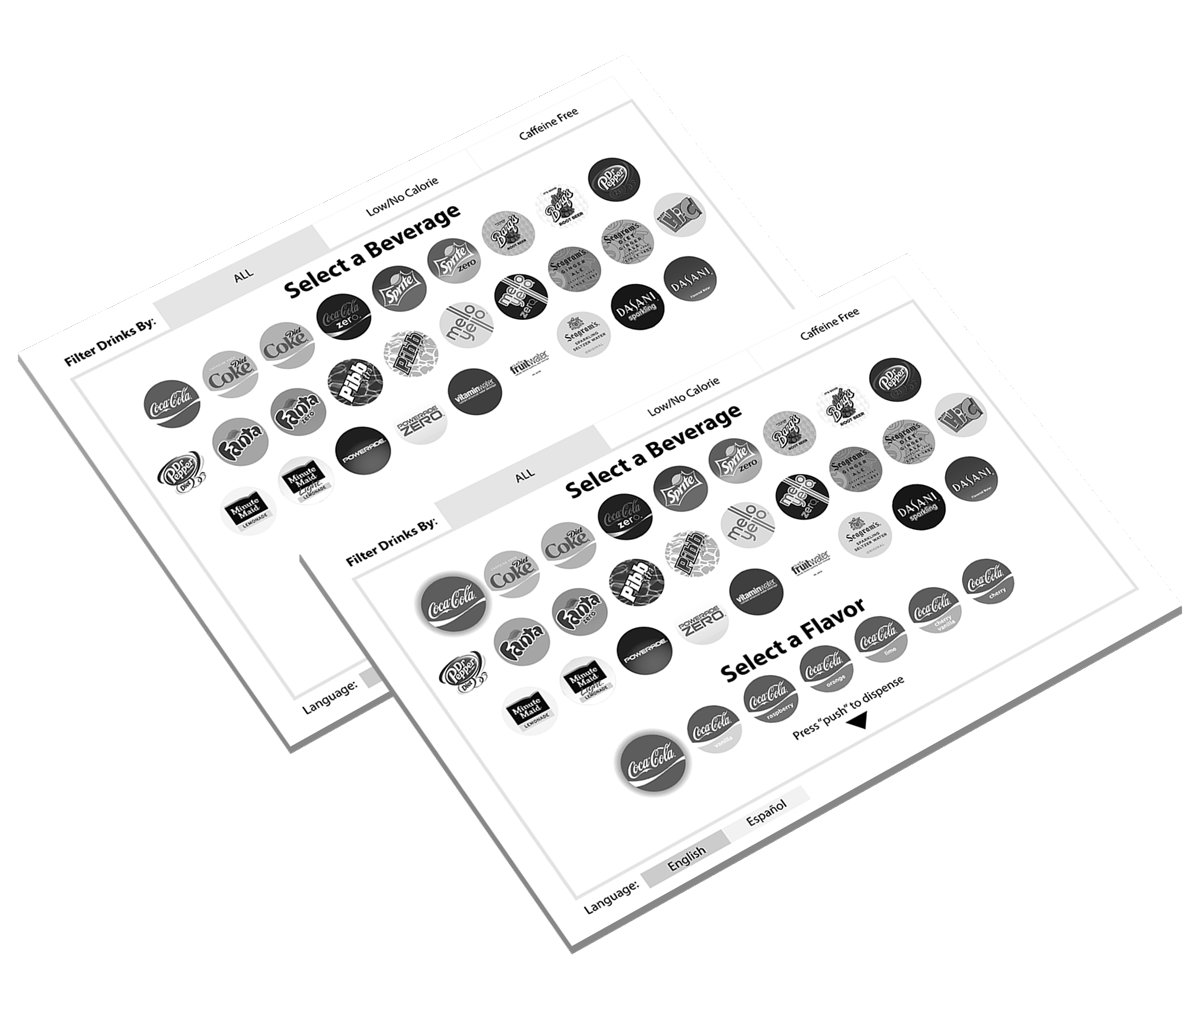 Filter Drinks By:
ALL
Low/No Calorie
Caffeine Free
Select a Beverage
Coca-Cola
Diet Coke
Diet Coke
Coca-Cola zero
Sprite
Sprite zero
Barq's ROOT BEER
Barq's ROOT BEER
Dr Pepper
Dr Pepper Diet
Fanta
Fanta ZERO
Pibb
Pibb
mello yello
mello yello zero
Seagram's GINGER ALE
Seagram's DIET GINGER ALE
Hi-C
Minute Maid LEMONADE
Minute Maid Light LEMONADE
POWERADE
POWERADE ZERO
vitaminwater
fruitwater
Seagram's SPARKLING SELTZER WATER ORIGINAL
DASANI sparkling
DASANI
Language:
Filter Drinks By:
ALL
Low/No Calorie
Caffeine Free
Select a Beverage
Coca-Cola
Diet Coke
Diet Coke
Coca-Cola zero
Sprite
Sprite zero
Barq's ROOT BEER
Barq's ROOT BEER
Dr Pepper
Dr Pepper Diet
Fanta
Fanta ZERO
Pibb
Pibb
mello yello
mello yello zero
Seagram's GINGER ALE
Seagram's DIET GINGER ALE
Hi-C
Minute Maid LEMONADE
Minute Maid Light LEMONADE
POWERADE
POWERADE ZERO
vitaminwater
fruitwater
Seagram's SPARKLING SELTZER WATER ORIGINAL
DASANI sparkling
DASANI
Select a Flavor
Coca-Cola
Coca-Cola vanilla
Coca-Cola raspberry
Coca-Cola orange
Coca-Cola lime
Coca-Cola cherry vanilla
Coca-Cola cherry
Press "push" to dispense
Language:
English
Español